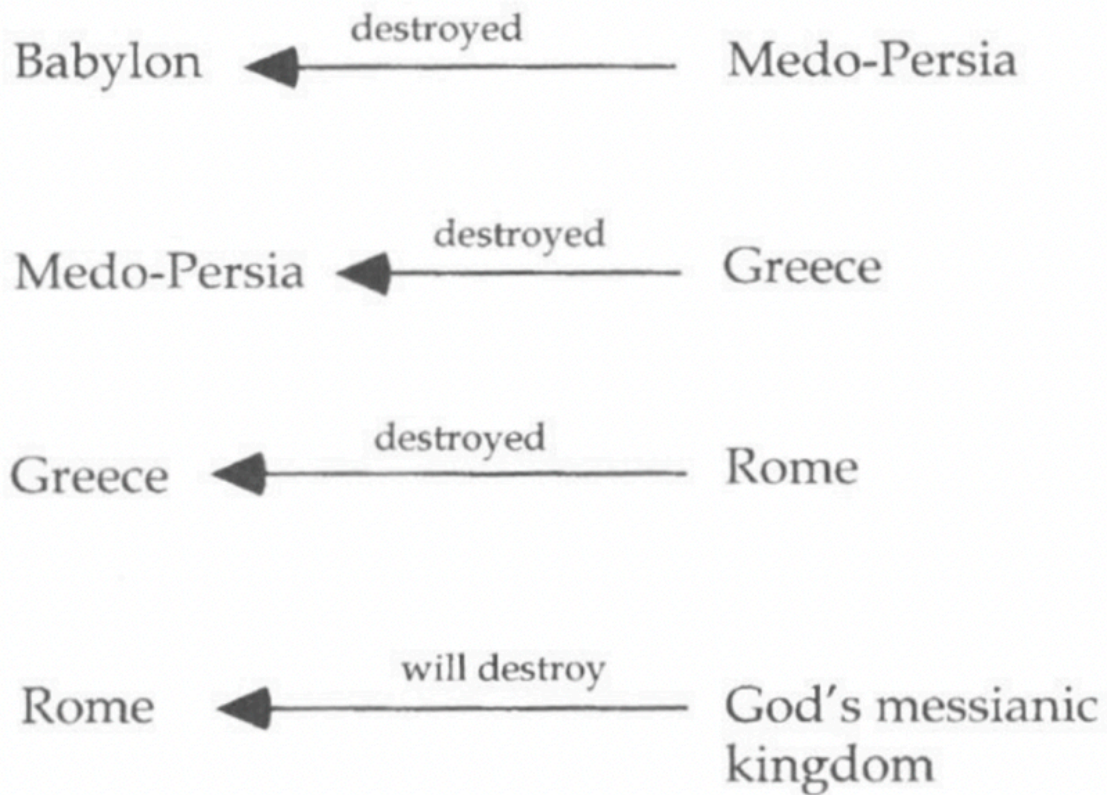 destroyed
Babylon Medo-Persia
destroyed
Medo-Persia Greece
destroyed
Greece Rome
will destroy
Rome God's messianic
kingdom